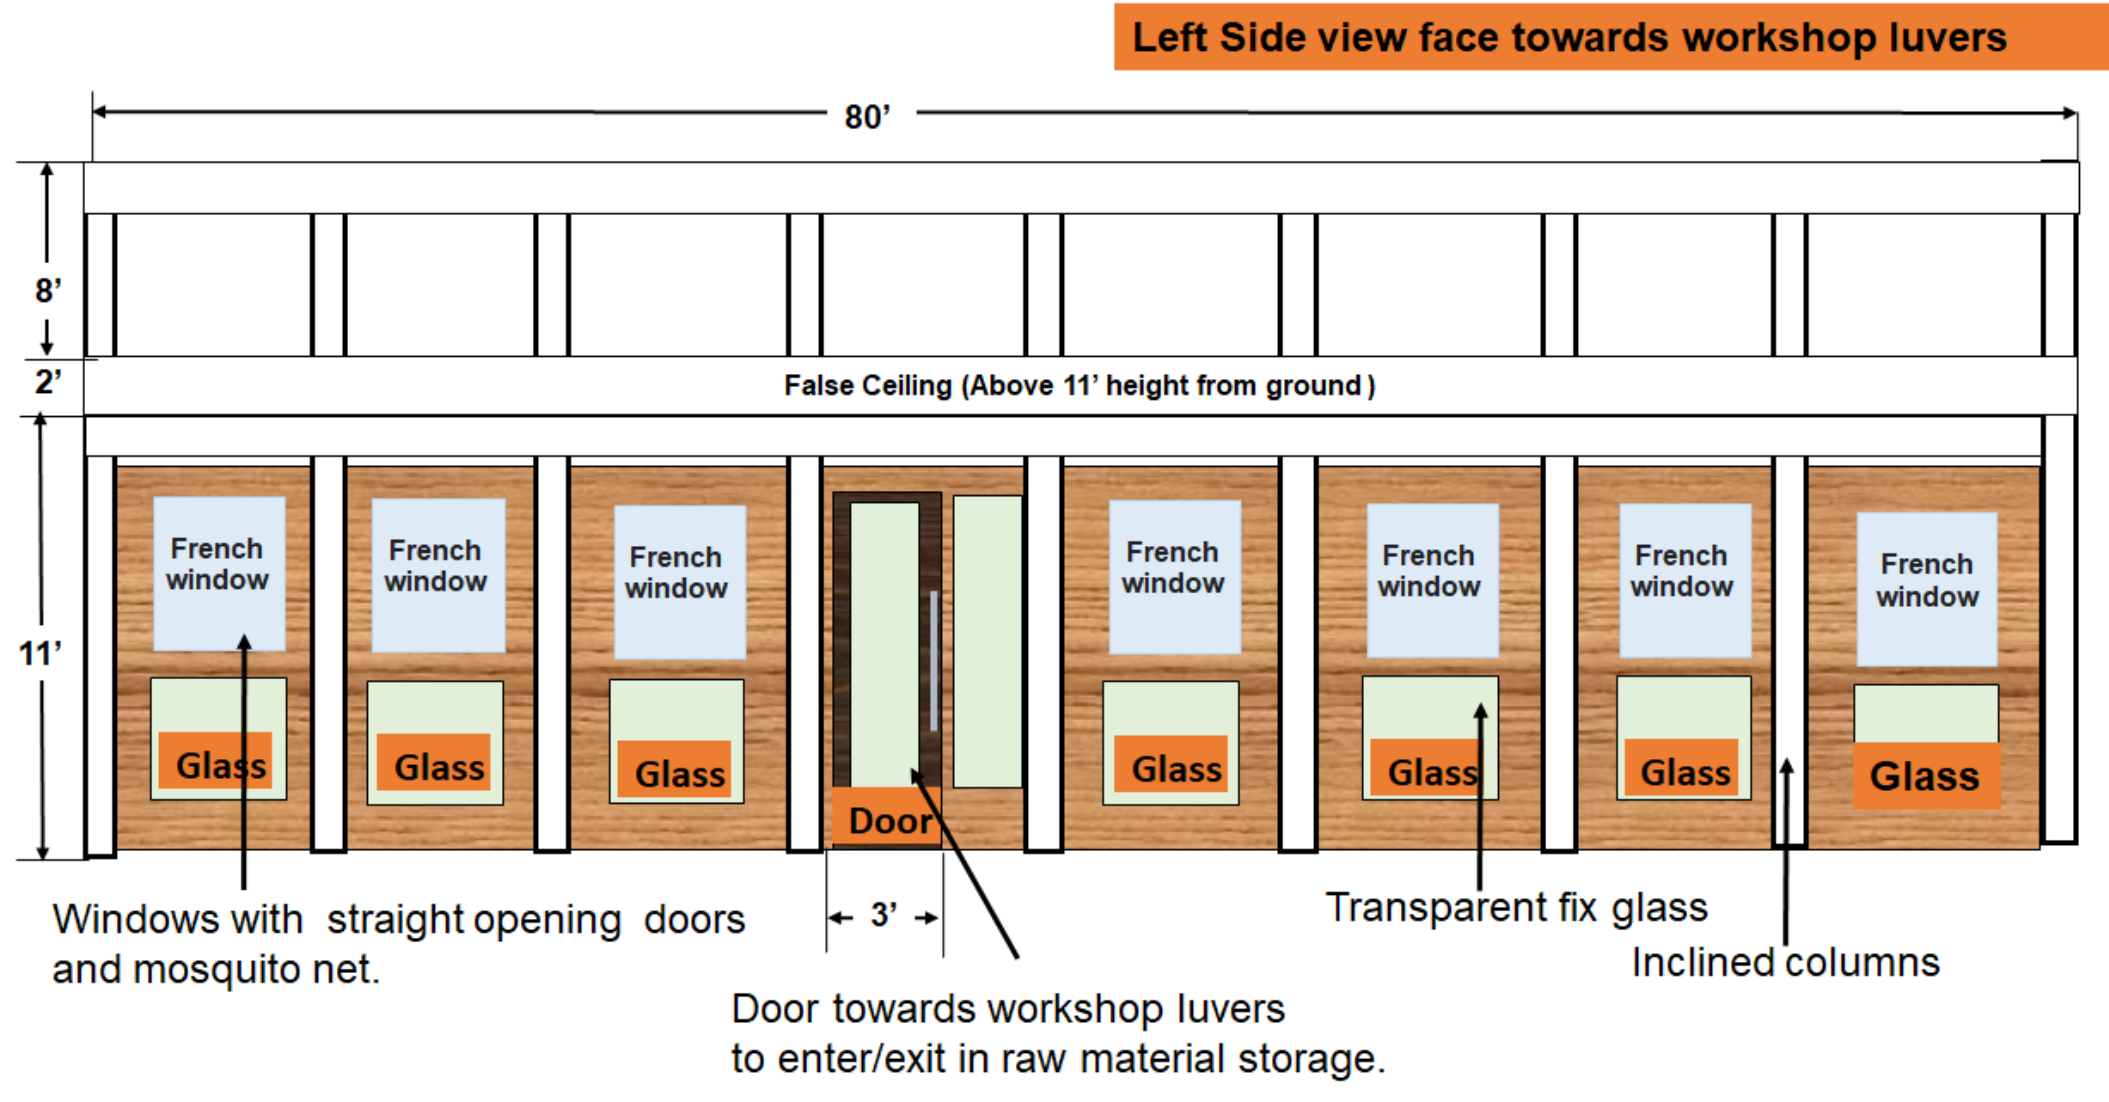 Left Side view face towards workshop luvers
80’
8’
2’
False Ceiling (Above 11’ height from ground )
11’
French
window
French
window
French
window
French
window
French
window
French
window
French
window
Glass
Glass
Glass
Door
Glass
Glass
Glass
Glass
3’
Windows with straight opening doors
and mosquito net.
Transparent fix glass
Inclined columns
Door towards workshop luvers
to enter/exit in raw material storage.